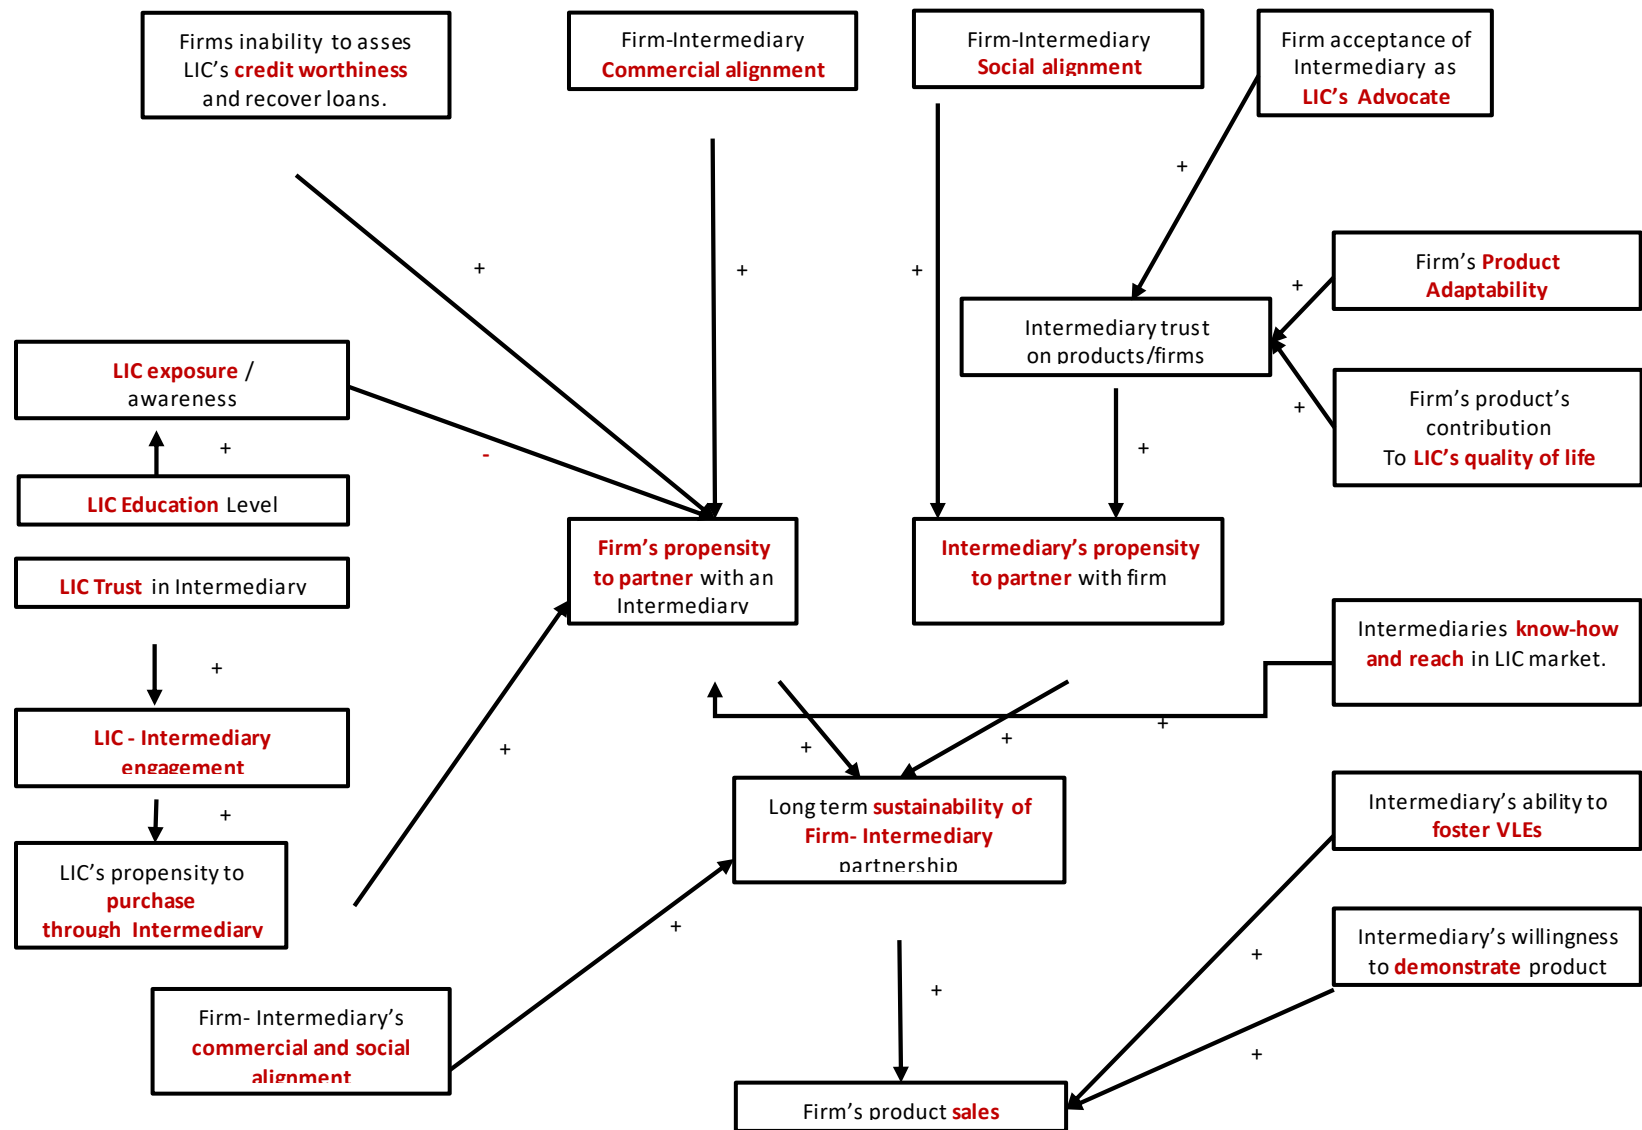 Firms inability to asses
LIC's credit worthiness
and recover loans.
Firm-Intermediary
Commercial alignment
Firm-Intermediary
Social alignment
Firm acceptance of
Intermediary as
LIC's Advocate
+
+
+
+
Firm's Product
Adaptability
+
Intermediary trust
on products/firms
LIC exposure /
awareness
+
-
Firm's product's
contribution
To LIC's quality of life
+
+
LIC Education Level
Firm's propensity
to partner with an
Intermediary
Intermediary's propensity
to partner with firm
LIC Trust in Intermediary
+
Intermediaries know-how
and reach in LIC market.
LIC - Intermediary
engagement
+
+
+
+
+
Long term sustainability of
Firm- Intermediary
partnership
Intermediary's ability to
foster VLEs
LIC's propensity to
purchase
through Intermediary
+
+
Intermediary's willingness
to demonstrate product
+
+
Firm- Intermediary's
commercial and social
alignment
Firm's product sales